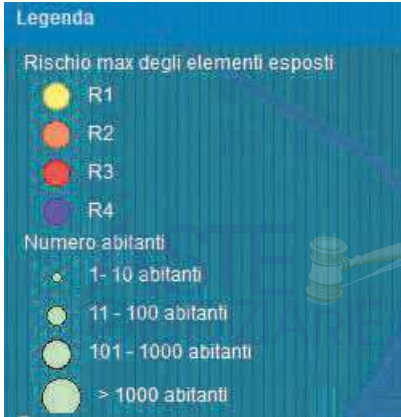 Legenda
Rischio max degli elementi esposti
R1
R2
R3
R4
Numero abitanti
1- 10 abitanti
11 - 100 abitanti
101 - 1000 abitanti
> 1000 abitanti